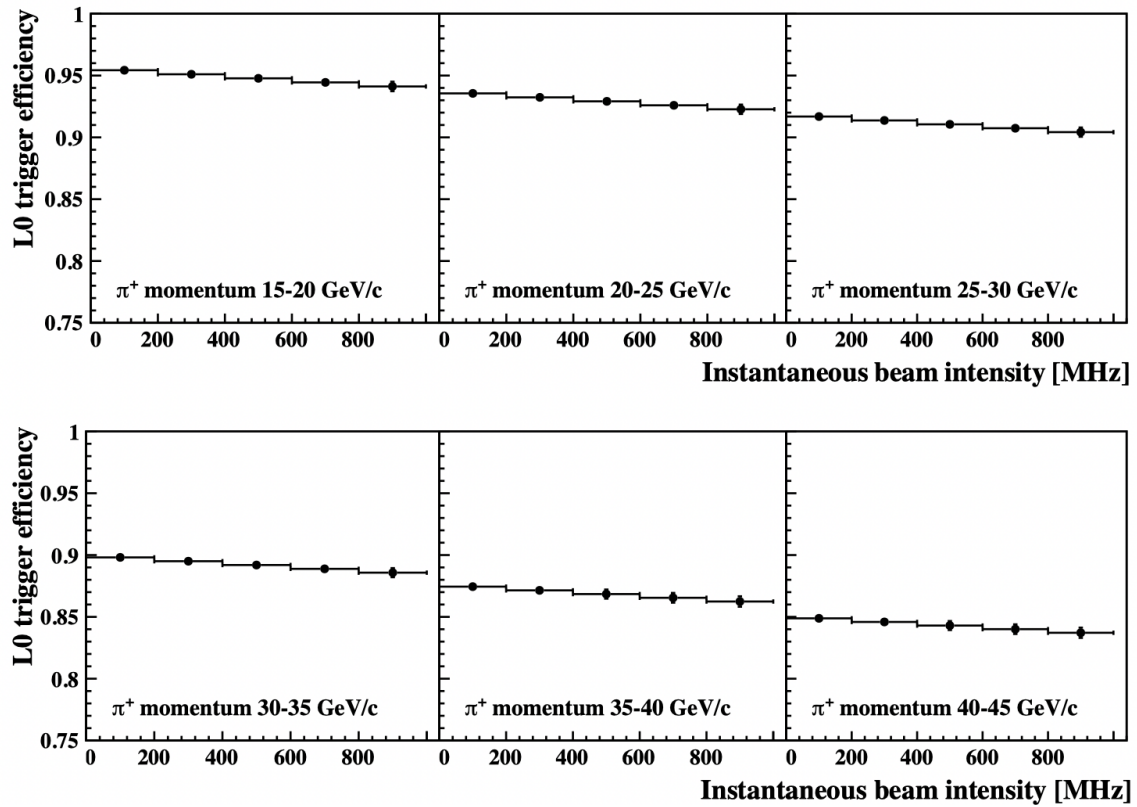 L0 trigger efficiency
1
0.95
0.9
0.85
0.8
0.75
π⁺ momentum 15-20 GeV/c
π⁺ momentum 20-25 GeV/c
π⁺ momentum 25-30 GeV/c
0 200 400 600 800 0 200 400 600 800 0 200 400 600 800
Instantaneous beam intensity [MHz]
L0 trigger efficiency
1
0.95
0.9
0.85
0.8
0.75
π⁺ momentum 30-35 GeV/c
π⁺ momentum 35-40 GeV/c
π⁺ momentum 40-45 GeV/c
0 200 400 600 800 0 200 400 600 800 0 200 400 600 800
Instantaneous beam intensity [MHz]